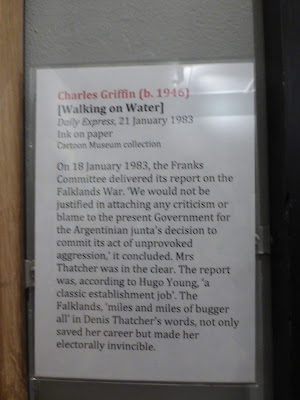 Charles Griffin (b. 1946)
[Walking on Water]
Daily Express, 21 January 1983
Ink on paper
Cartoon Museum collection
On 18 January 1983, the Franks
Committee delivered its report on the
Falklands War. ‘We would not be
justified in attaching any criticism or
blame to the present Government for
the Argentinian junta’s decision to
commit its act of unprovoked
aggression,’ it concluded. Mrs
Thatcher was in the clear. The report
was, according to Hugo Young, ‘a
classic establishment job’. The
Falklands, ‘miles and miles of bugger
all’ in Denis Thatcher’s words, not only
saved her career but made her
electorally invincible.